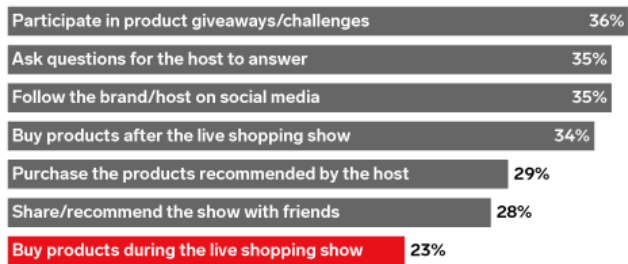 Participate in product giveaways/challenges 36%
Ask questions for the host to answer 35%
Follow the brand/host on social media 35%
Buy products after the live shopping show 34%
Purchase the products recommended by the host 29%
Share/recommend the show with friends 28%
Buy products during the live shopping show 23%